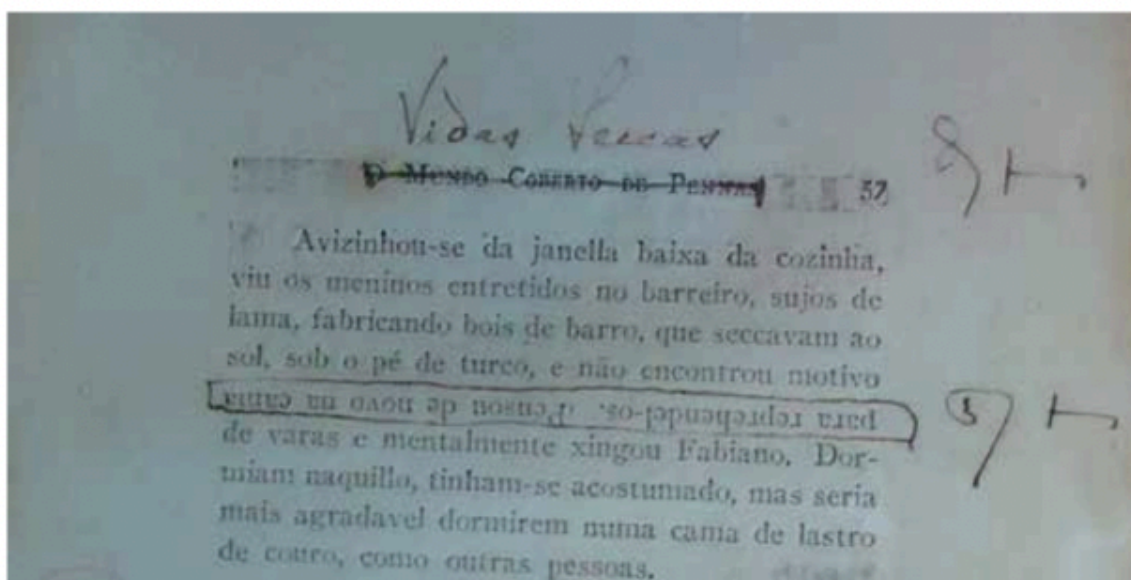 Vidas Seccas
O Mundo Coberto de Pennas 57
Avizinhou-se da janella baixa da cozinha,
viu os meninos entretidos no barreiro, sujos de
lama, fabricando bois de barro, que seccavam ao
sol, sob o pé de turco, e não encontrou motivo
para reprehendel-os. Pensou de novo na cama
de varas e mentalmente xingou Fabiano. Dor-
miam naquillo, tinham-se acostumado, mas seria
mais agradavel dormirem numa cama de lastro
de couro, como outras pessoas.